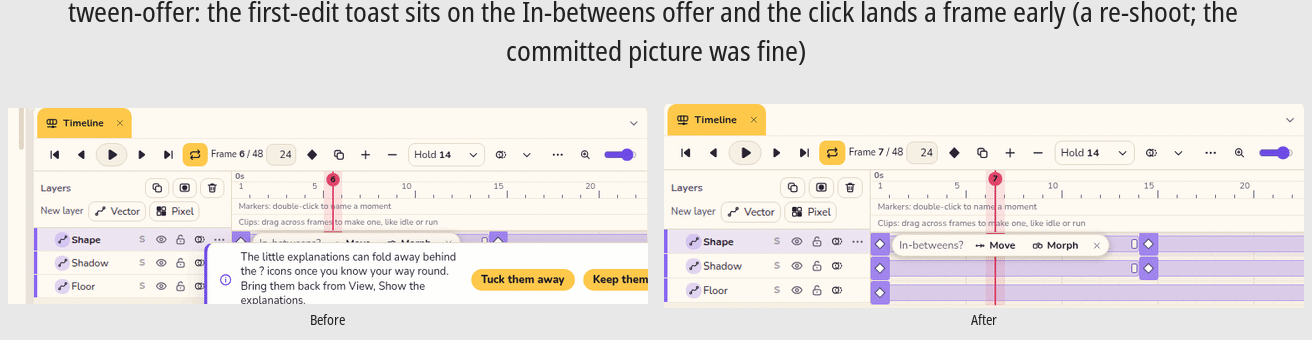 tween-offer: the first-edit toast sits on the In-betweens offer and the click lands a frame early (a re-shoot; the
committed picture was fine)
Timeline ×
Frame 6 / 48 24 Hold 14
Layers
New layer Vector Pixel
0s
1 5 6 10 15 20
Markers: double-click to name a moment
Clips: drag across frames to make one, like idle or run
Shape S
In-betweens? Move Morph ×
Shadow S
Floor S
The little explanations can fold away behind
the ? icons once you know your way round.
Bring them back from View, Show the
explanations.
Tuck them away Keep them
Before
Timeline ×
Frame 7 / 48 24 Hold 14
Layers
New layer Vector Pixel
0s
1 5 7 10 15 20
Markers: double-click to name a moment
Clips: drag across frames to make one, like idle or run
Shape S
In-betweens? Move Morph ×
Shadow S
Floor S
After